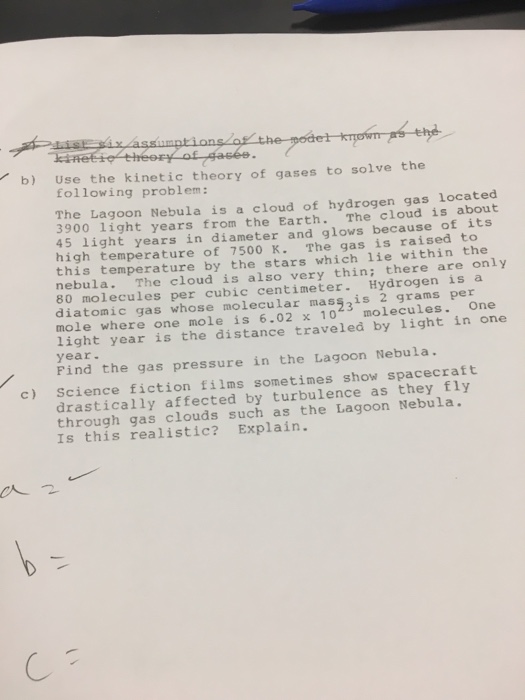 a) List six assumptions of the model known as the
kinetic theory of gases.
b) Use the kinetic theory of gases to solve the
following problem:
The Lagoon Nebula is a cloud of hydrogen gas located
3900 light years from the Earth. The cloud is about
45 light years in diameter and glows because of its
high temperature of 7500 K. The gas is raised to
this temperature by the stars which lie within the
nebula. The cloud is also very thin; there are only
80 molecules per cubic centimeter. Hydrogen is a
diatomic gas whose molecular mass is 2 grams per
mole where one mole is 6.02 x 10²³ molecules. One
light year is the distance traveled by light in one
year.
Find the gas pressure in the Lagoon Nebula.
c) Science fiction films sometimes show spacecraft
drastically affected by turbulence as they fly
through gas clouds such as the Lagoon Nebula.
Is this realistic? Explain.
a = ✓
b =
c =